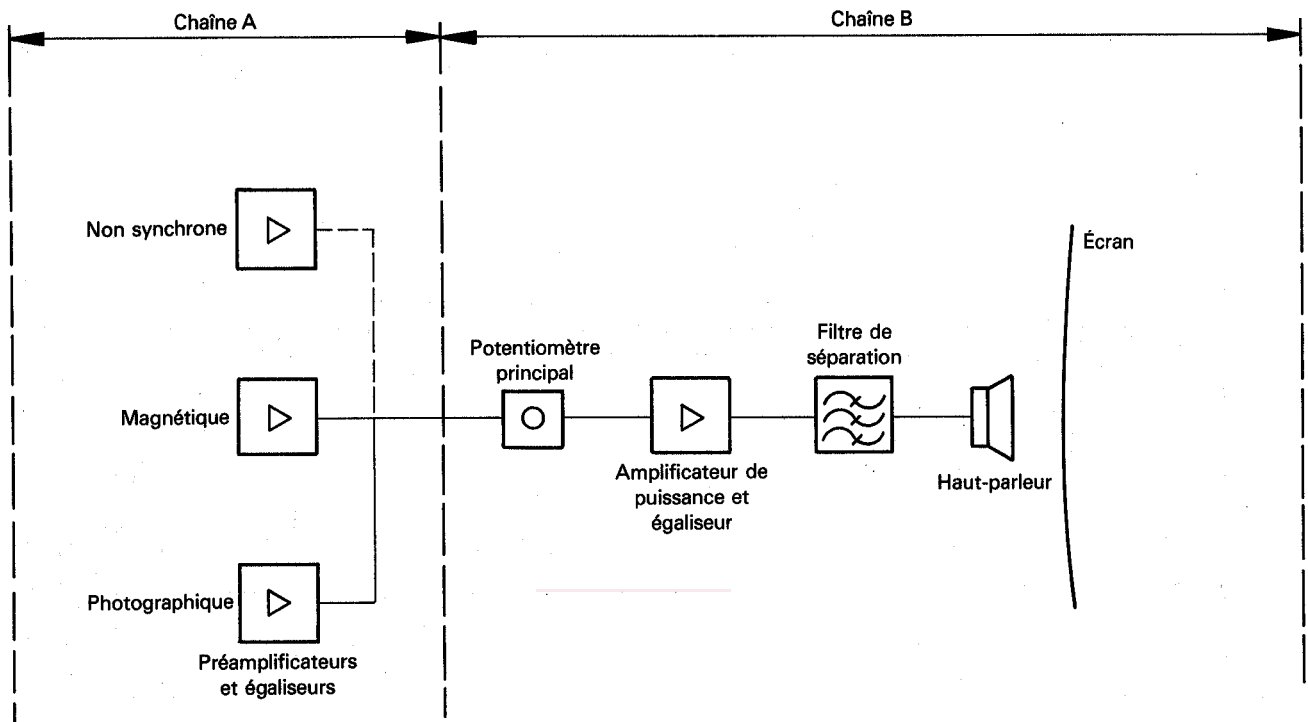 Chaîne A
Chaîne B
Non synchrone
Écran
Filtre de
séparation
Potentiomètre
principal
Magnétique
Amplificateur de
puissance et
égaliseur
Haut-parleur
Photographique
Préamplificateurs
et égaliseurs